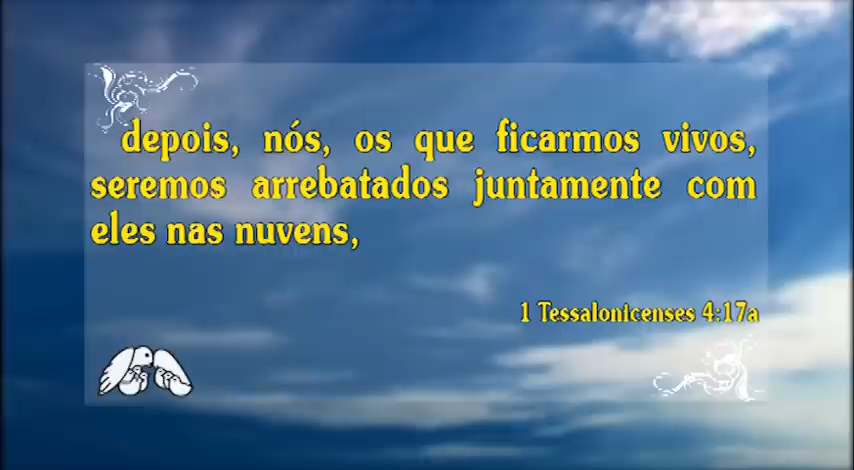 depois, nós, os que ficarmos vivos,
seremos arrebatados juntamente com
eles nas nuvens,
1 Tessalonicenses 4:17a